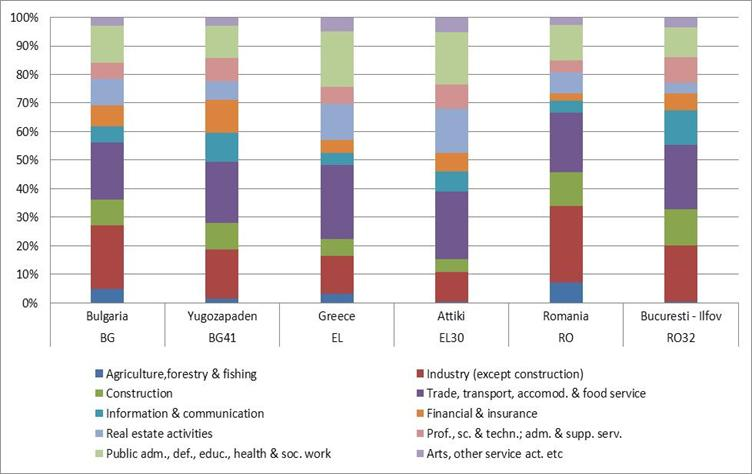 100%
90%
80%
70%
60%
50%
40%
30%
20%
10%
0%
Bulgaria Yugozapaden Greece Attiki Romania Bucuresti - Ilfov
BG BG41 EL EL30 RO RO32
Agriculture,forestry & fishing Industry (except construction)
Construction Trade, transport, accomod. & food service
Information & communication Financial & insurance
Real estate activities Prof., sc. & techn.; adm. & supp. serv.
Public adm., def., educ., health & soc. work Arts, other service act. etc